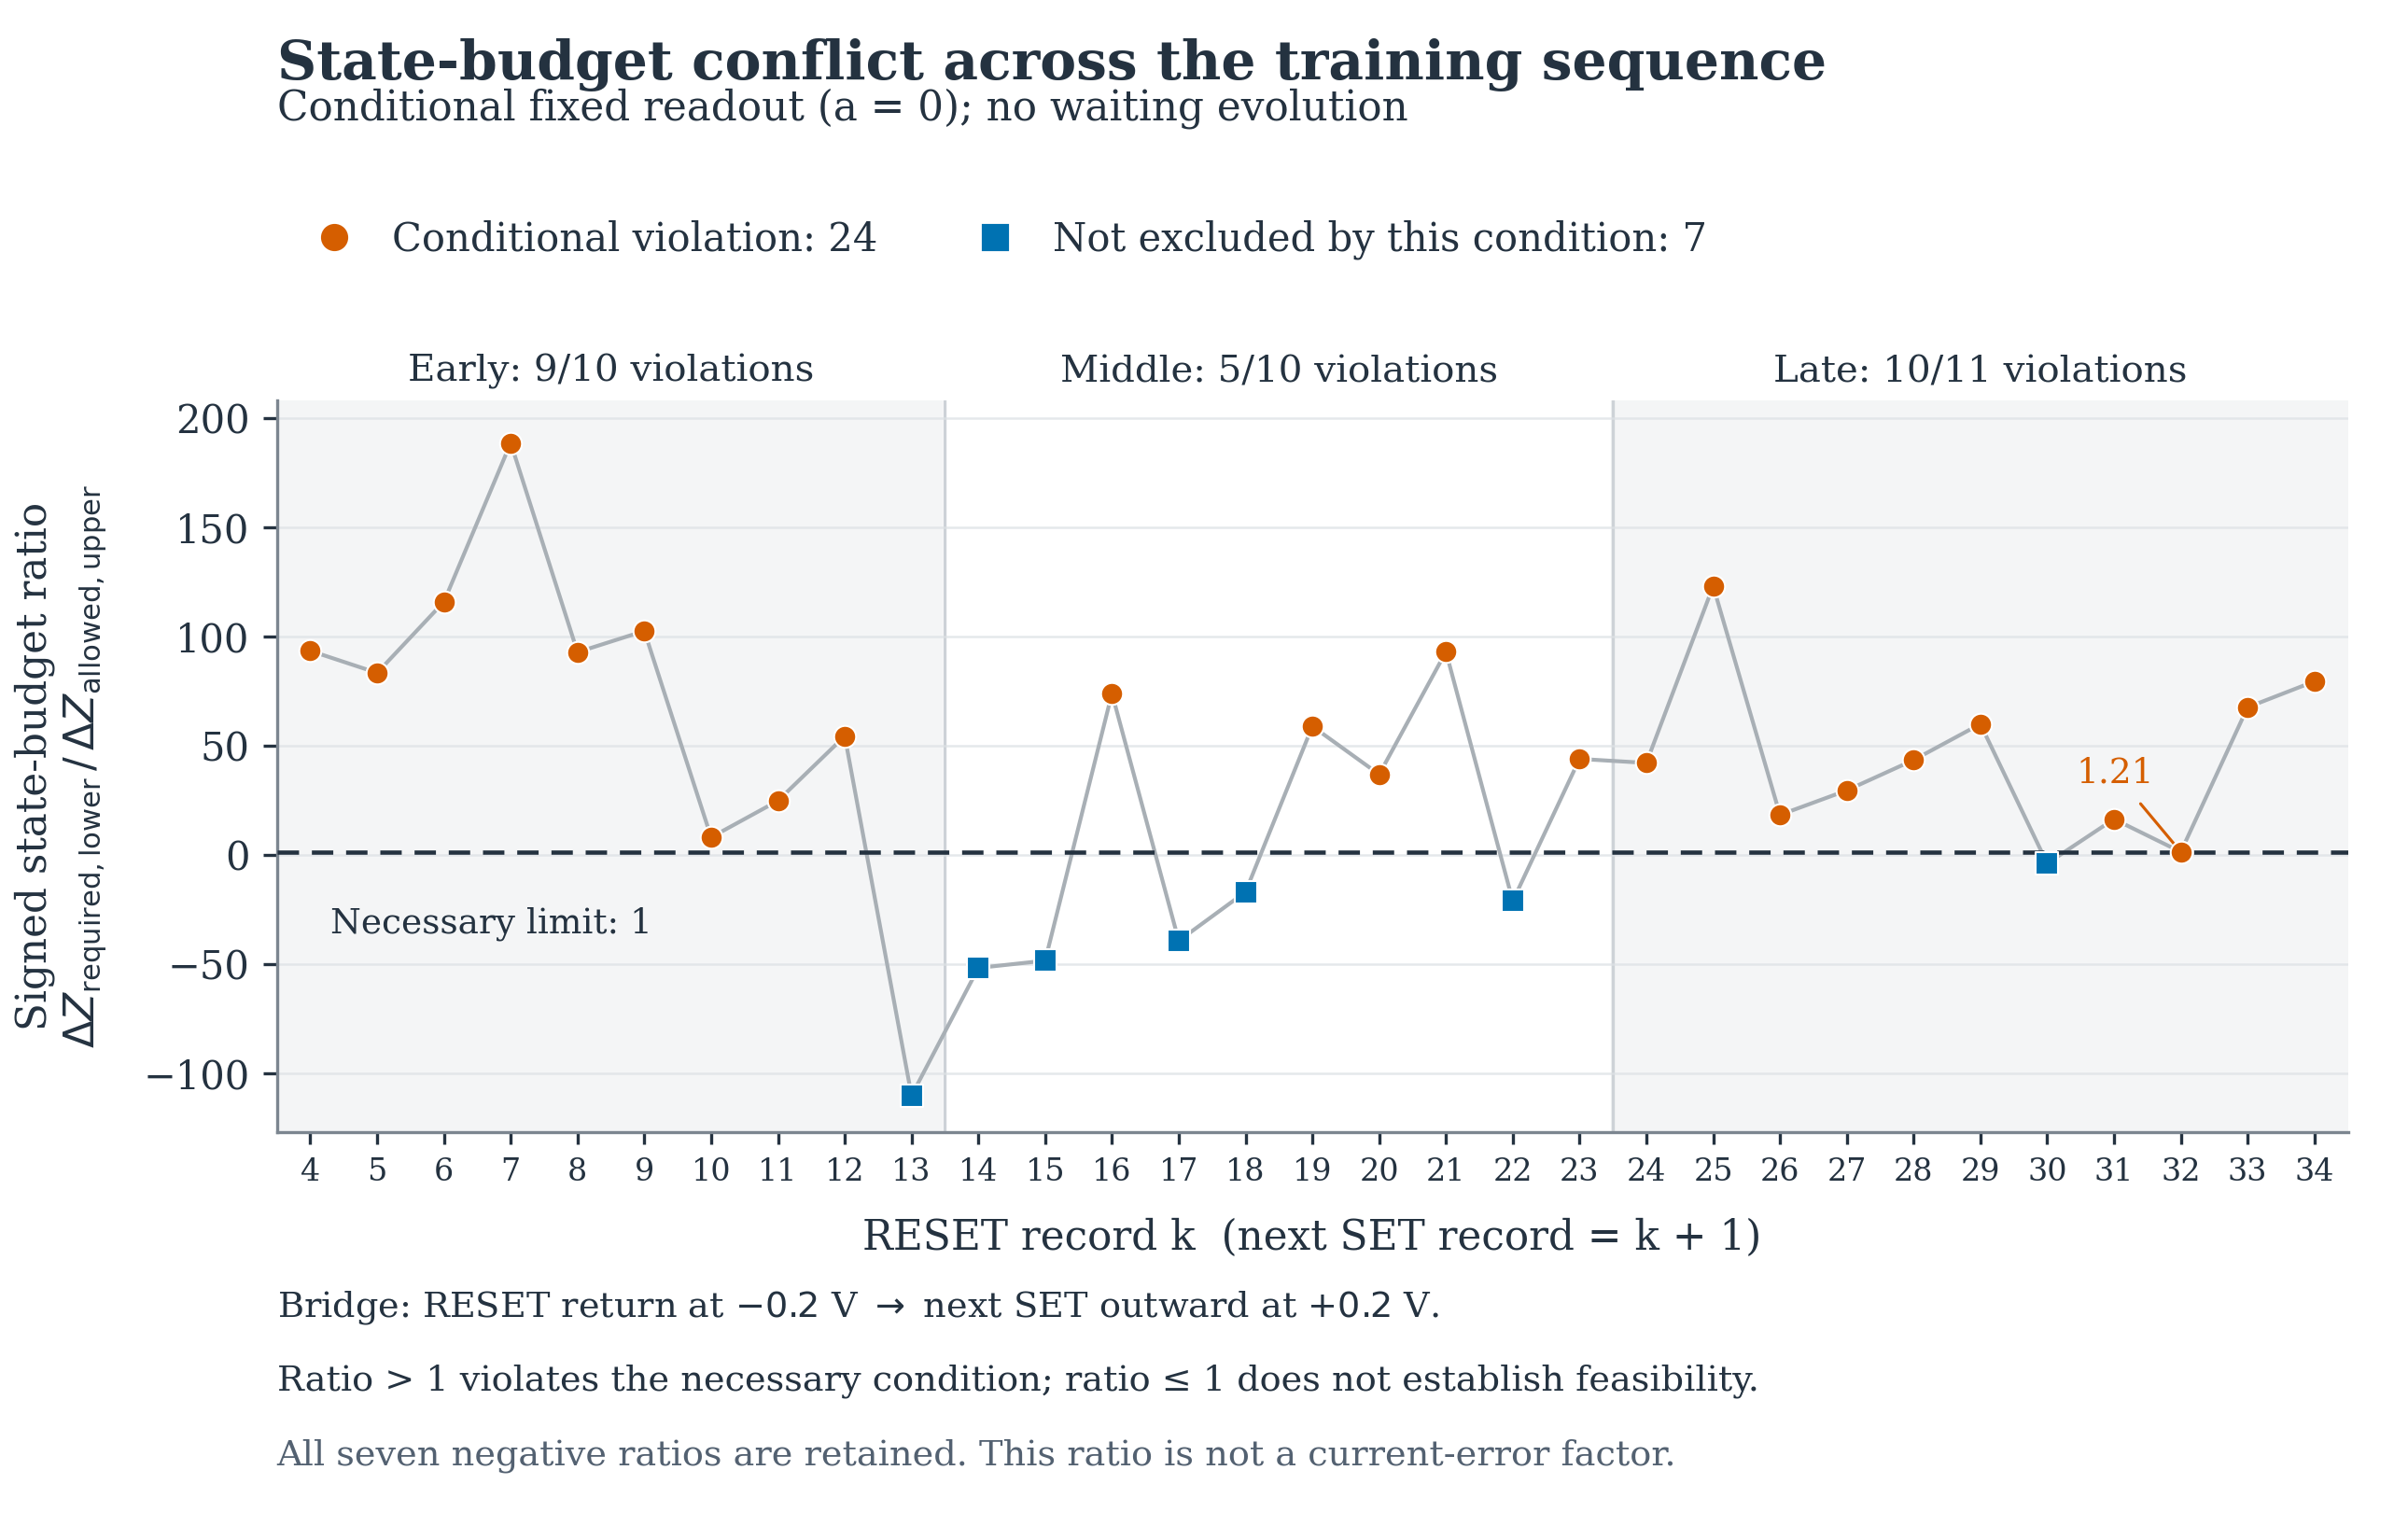 State-budget conflict across the training sequence
Conditional fixed readout (a = 0); no waiting evolution
Conditional violation: 24
Not excluded by this condition: 7
Early: 9/10 violations
Middle: 5/10 violations
Late: 10/11 violations
Signed state-budget ratio
ΔZrequired, lower / ΔZallowed, upper
200
150
100
50
0
−50
−100
1.21
Necessary limit: 1
4 5 6 7 8 9 10 11 12 13 14 15 16 17 18 19 20 21 22 23 24 25 26 27 28 29 30 31 32 33 34
RESET record k (next SET record = k + 1)
Bridge: RESET return at −0.2 V → next SET outward at +0.2 V.
Ratio > 1 violates the necessary condition; ratio ≤ 1 does not establish feasibility.
All seven negative ratios are retained. This ratio is not a current-error factor.